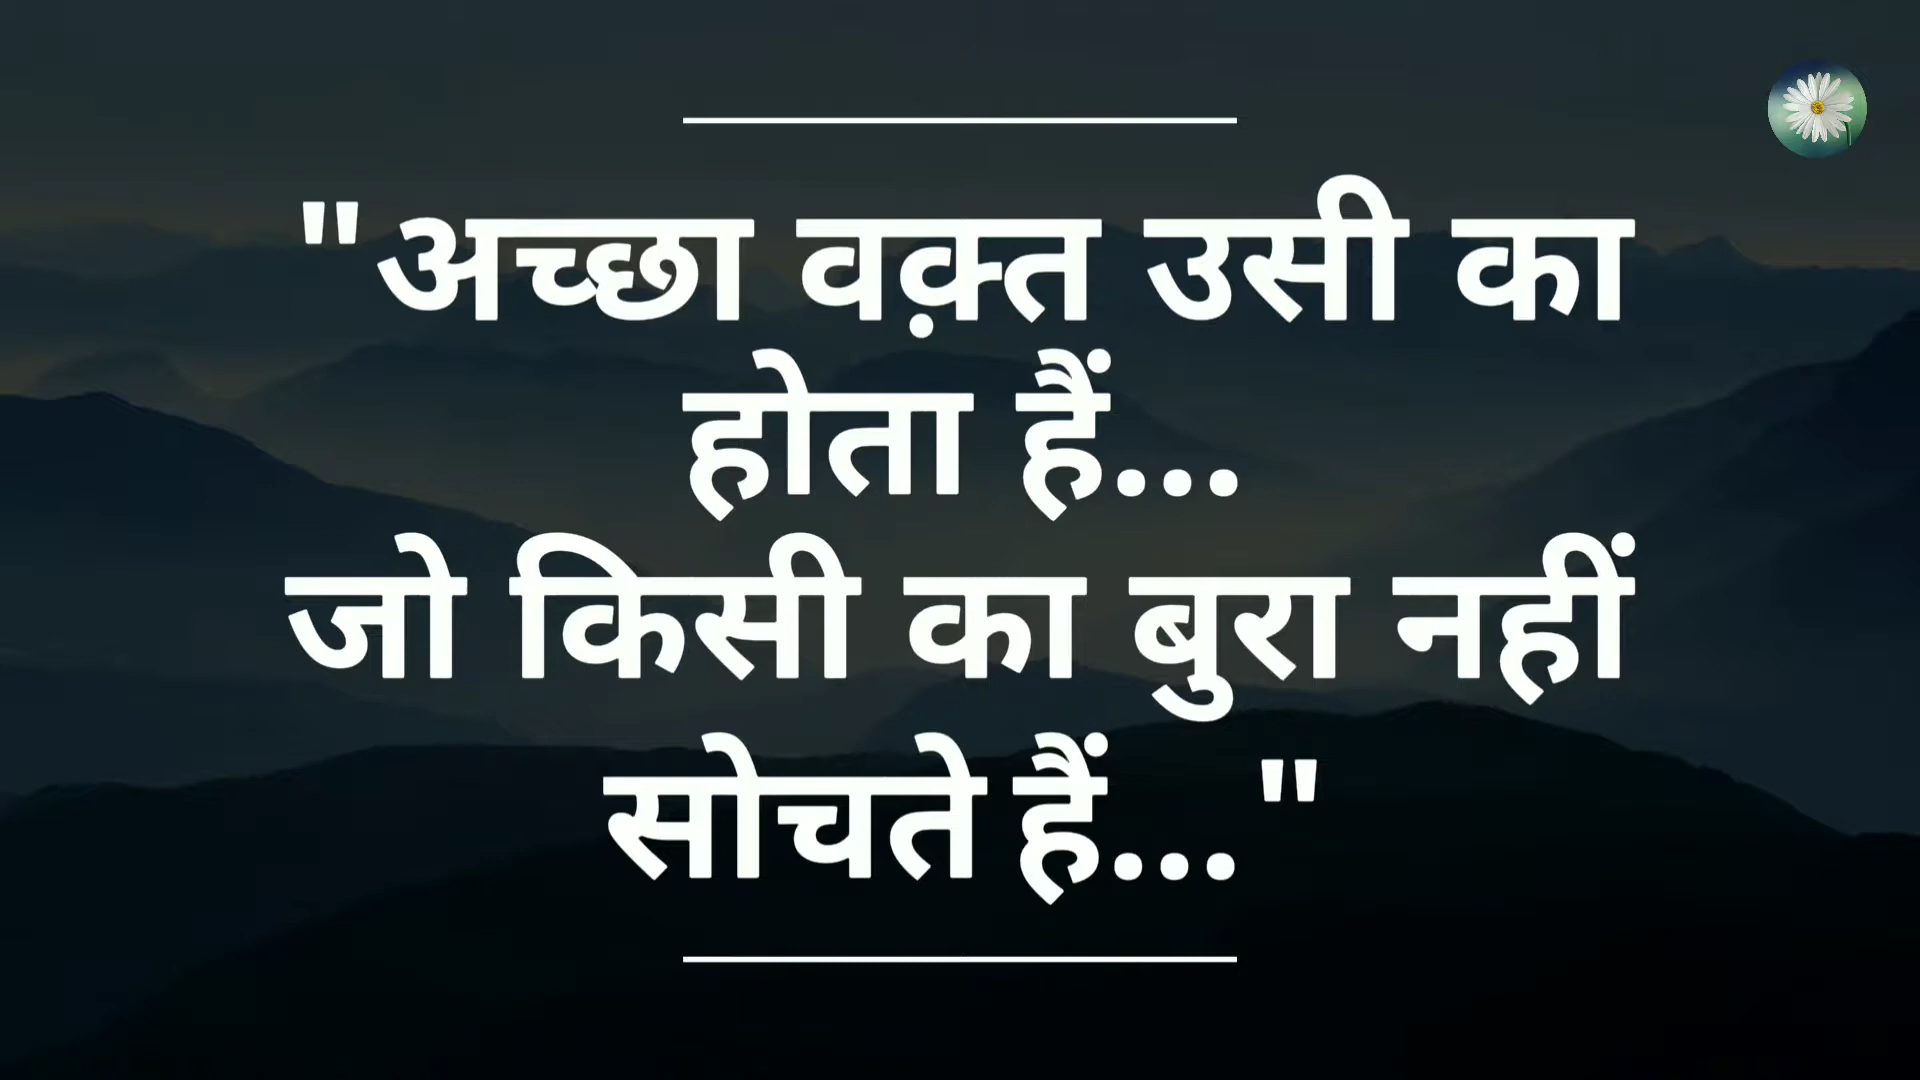 "अच्छा वक़्त उसी का
होता हैं...
जो किसी का बुरा नहीं
सोचते हैं..."